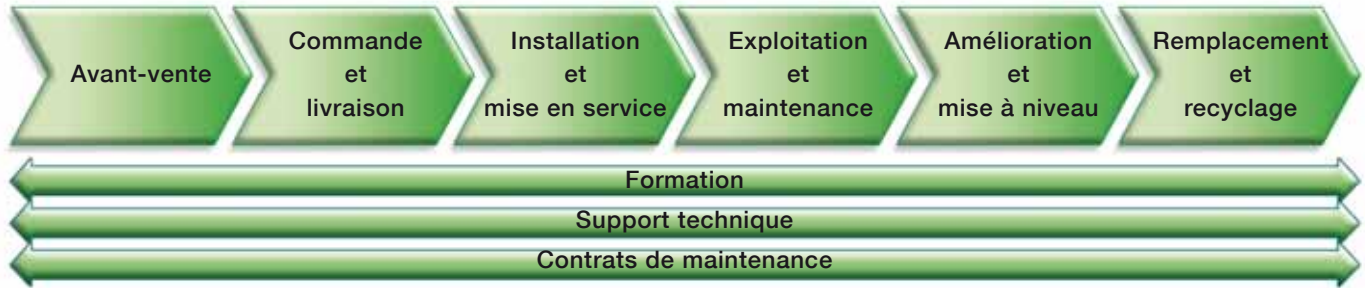 Avant-vente
Commande
et
livraison
Installation
et
mise en service
Exploitation
et
maintenance
Amélioration
et
mise à niveau
Remplacement
et
recyclage
Formation
Support technique
Contrats de maintenance